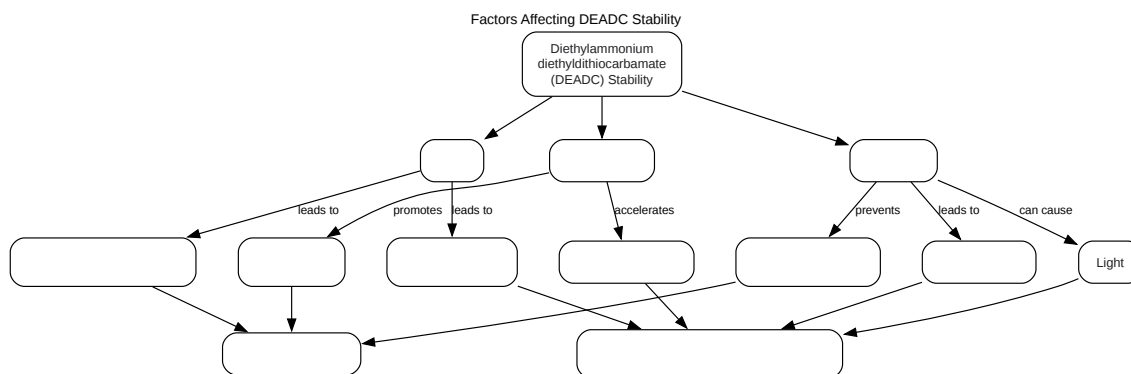 Factors Affecting DEADC Stability
Diethylammonium
diethyldithiocarbamate
(DEADC) Stability
leads to
promotes
leads to
accelerates
prevents
leads to
can cause
Light